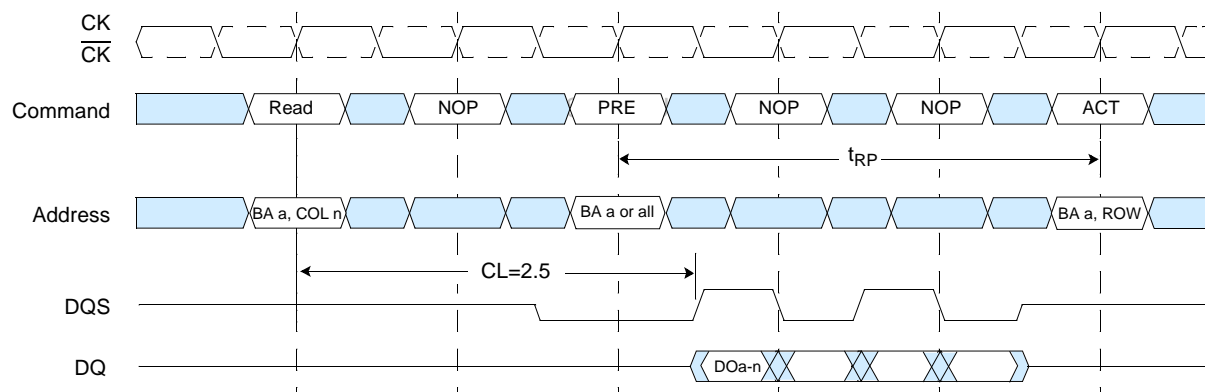 CK
CK
Command Read NOP PRE NOP NOP ACT
tRP
Address BA a, COL n BA a or all BA a, ROW
CL=2.5
DQS
DQ DOa-n